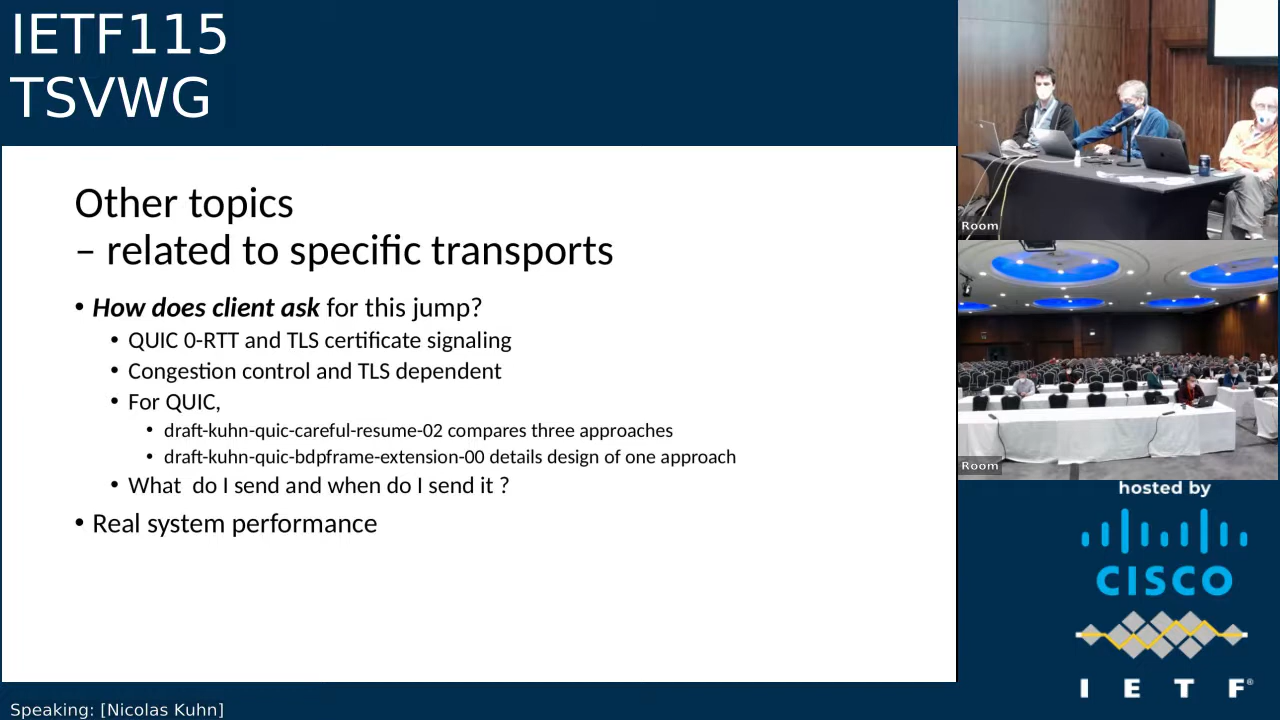 IETF115
TSVWG
Other topics
– related to specific transports
• How does client ask for this jump?
• QUIC 0-RTT and TLS certificate signaling
• Congestion control and TLS dependent
• For QUIC,
• draft-kuhn-quic-careful-resume-02 compares three approaches
• draft-kuhn-quic-bdpframe-extension-00 details design of one approach
• What  do I send and when do I send it ?
• Real system performance
Room
Room
hosted by
CISCO
I E T F®
Speaking: [Nicolas Kuhn]